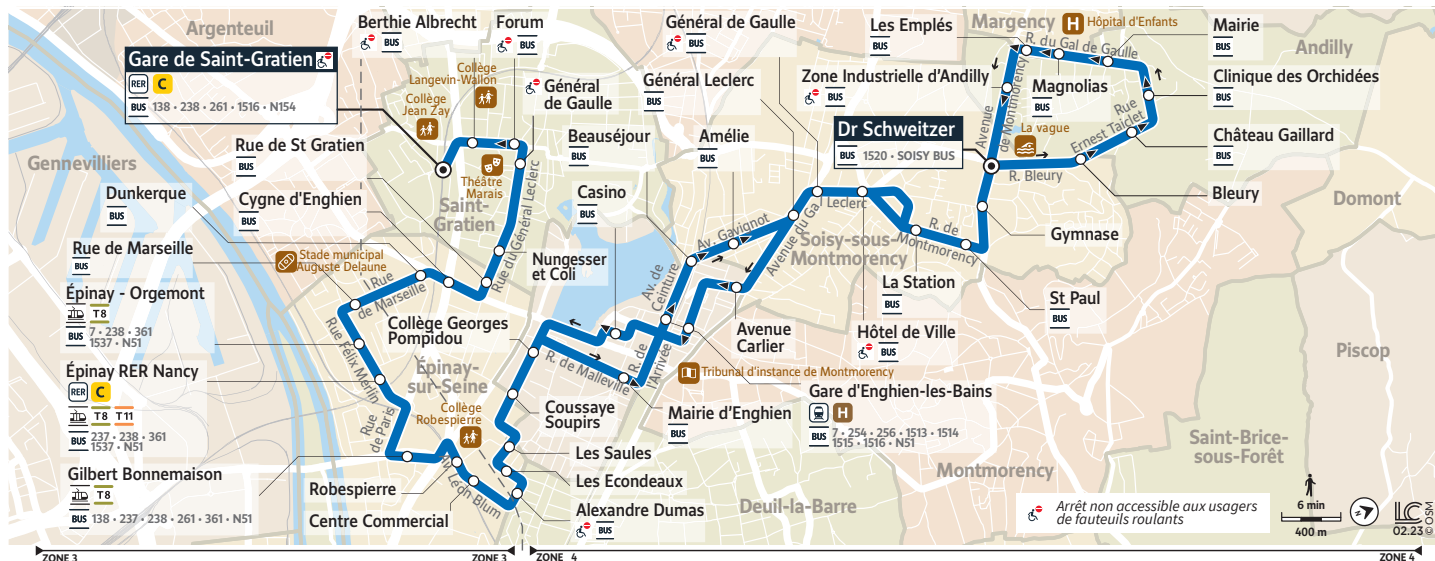 Argenteuil
Berthie Albrecht
BUS
Forum
BUS
Général de Gaulle
BUS
Les Emplés
BUS
Margency
H Hôpital d'Enfants
Mairie
BUS
Andilly
Gare de Saint-Gratien
RER C
BUS 138 • 238 • 261 • 1516 • N154
Collège
Langevin-Wallon
Collège
Jean Zay
Général
de Gaulle
BUS
Général Leclerc
BUS
Zone Industrielle d'Andilly
BUS
R. du Gal de Gaulle
Magnolias
BUS
Clinique des Orchidées
BUS
Gennevilliers
Rue de St Gratien
BUS
Théâtre
Marais
Beauséjour
BUS
Amélie
BUS
Dr Schweitzer
BUS 1520 • SOISY BUS
Avenue
de Montmorency
La vague
Rue
Ernest Taiclet
Château Gaillard
BUS
Dunkerque
BUS
Cygne d'Enghien
BUS
Saint-
Gratien
Rue du Général Leclerc
Casino
BUS
R. Bleury
Bleury
BUS
Domont
Rue de Marseille
BUS
Stade municipal
Auguste Delaune
Nungesser
et Coli
Av. Gavignot
Avenue du Ga
l Leclerc
Soisy-sous-
Montmorency
R. de
Montmorency
Gymnase
Épinay - Orgemont
T8
BUS 7 • 238 • 361
1537 • N51
l Rue
de Marseille
Av. de
Ceinture
La Station
BUS
St Paul
BUS
Collège Georges
Pompidou
Avenue
Carlier
Hôtel de Ville
BUS
Piscop
Épinay RER Nancy
RER C
T8 T11
BUS 237 • 238 • 361
1537 • N51
Rue Félix Merlin
Épinay-
sur-Seine
R. de Malleville
R. de
l'Arrivée
Tribunal d'instance de Montmorency
Rue
de Paris
Collège
Robespierre
Coussaye
Soupirs
Mairie d'Enghien
BUS
Gare d'Enghien-les-Bains
H
BUS 7 • 254 • 256 • 1513 • 1514
1515 • 1516 • N51
Gilbert Bonnemaison
T8
BUS 138 • 237 • 238 • 261 • 361 • N51
Les Saules
Les Econdeaux
Saint-Brice-
sous-Forêt
Montmorency
Robespierre
Av. Léon Blum
Centre Commercial
Alexandre Dumas
BUS
Deuil-la-Barre
Arrêt non accessible aux usagers
de fauteuils roulants
6 min
400 m
LC
02.23
© OSM
ZONE 3
ZONE 3
ZONE 4
ZONE 4